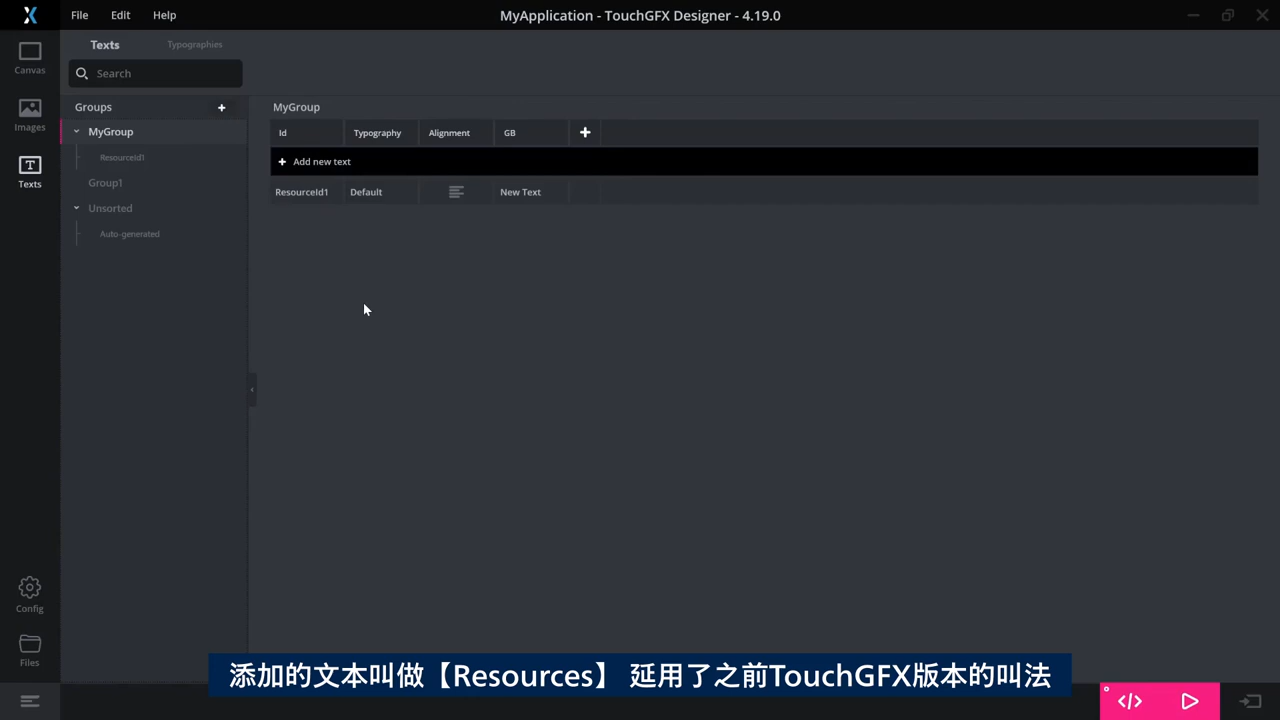 File Edit Help
MyApplication - TouchGFX Designer - 4.19.0
Canvas
Images
Texts
Config
Files
Texts Typographies
Search
Groups +
MyGroup
ResourceId1
Group1
Unsorted
Auto-generated
MyGroup
Id Typography Alignment GB +
+ Add new text
ResourceId1 Default New Text
添加的文本叫做【Resources】 延用了之前TouchGFX版本的叫法